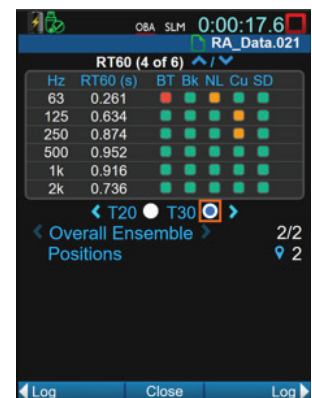 OBA SLM 0:00:17.6
RA_Data.021
RT60 (4 of 6) /
Hz RT60 (s) BT Bk NL Cu SD
63 0.261
125 0.634
250 0.874
500 0.952
1k 0.916
2k 0.736
T20 T30
Overall Ensemble 2/2
Positions 2
Log Close Log